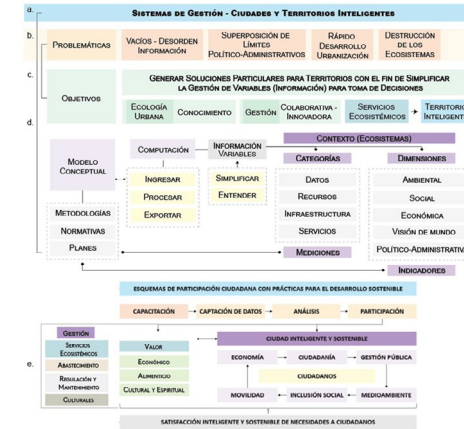 a.
SISTEMAS DE GESTIÓN - CIUDADES Y TERRITORIOS INTELIGENTES
b.
PROBLEMÁTICAS
VACÍOS - DESORDEN
INFORMACIÓN
SUPERPOSICIÓN DE
LÍMITES
POLÍTICO-ADMINISTRATIVOS
RÁPIDO
DESARROLLO
URBANIZACIÓN
DESTRUCCIÓN
DE LOS
ECOSISTEMAS
c.
OBJETIVOS
GENERAR SOLUCIONES PARTICULARES PARA TERRITORIOS CON EL FIN DE SIMPLIFICAR
LA GESTIÓN DE VARIABLES (INFORMACIÓN) PARA TOMA DE DECISIONES
ECOLOGÍA
URBANA
CONOCIMIENTO
GESTIÓN
COLABORATIVA -
INNOVADORA
SERVICIOS
ECOSISTÉMICOS
TERRITORI
INTELIGENT
d.
MODELO
CONCEPTUAL
METODOLOGÍAS
NORMATIVAS
PLANES
COMPUTACIÓN
INGRESAR
PROCESAR
EXPORTAR
INFORMACIÓN
VARIABLES
SIMPLIFICAR
ENTENDER
CONTEXTO (ECOSISTEMAS)
CATEGORÍAS
DATOS
RECURSOS
INFRAESTRUCTURA
SERVICIOS
MEDICIONES
DIMENSIONES
AMBIENTAL
SOCIAL
ECONÓMICA
VISIÓN DE MUNDO
POLÍTICO-ADMINISTRATIVA
INDICADORES
ESQUEMAS DE PARTICIPACIÓN CIUDADANA CON PRÁCTICAS PARA EL DESARROLLO SOSTENIBLE
CAPACITACIÓN
CAPTACIÓN DE DATOS
ANÁLISIS
PARTICIPACIÓN
e.
GESTIÓN
SERVICIOS
ECOSISTÉMICOS
ABASTECIMIENTO
REGULACIÓN Y
MANTENIMIENTO
CULTURALES
VALOR
ECONÓMICO
ALIMENTICIO
CULTURAL Y ESPIRITUAL
CIUDAD INTELIGENTE Y SOSTENIBLE
ECONOMÍA
CIUDADANÍA
GESTIÓN PÚBLICA
CIUDADANOS
MOVILIDAD
INCLUSIÓN SOCIAL
MEDIOAMBIENTE
SATISFACCIÓN INTELIGENTE Y SOSTENIBLE DE NECESIDADES A CIUDADANOS